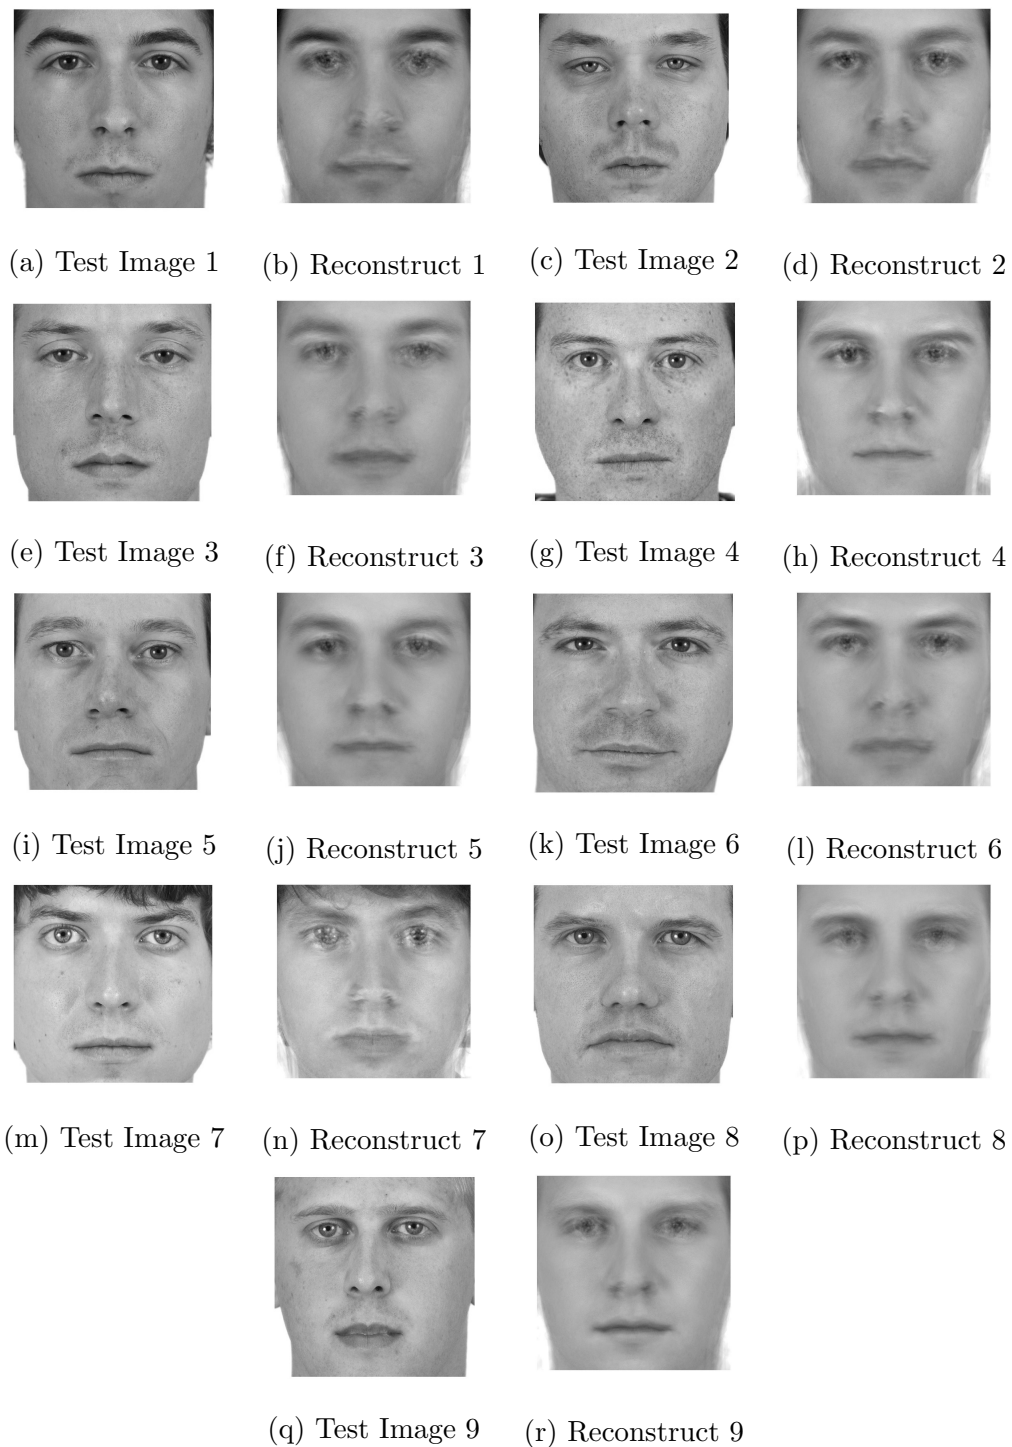 (a) Test Image 1
(b) Reconstruct 1
(c) Test Image 2
(d) Reconstruct 2
(e) Test Image 3
(f) Reconstruct 3
(g) Test Image 4
(h) Reconstruct 4
(i) Test Image 5
(j) Reconstruct 5
(k) Test Image 6
(l) Reconstruct 6
(m) Test Image 7
(n) Reconstruct 7
(o) Test Image 8
(p) Reconstruct 8
(q) Test Image 9
(r) Reconstruct 9